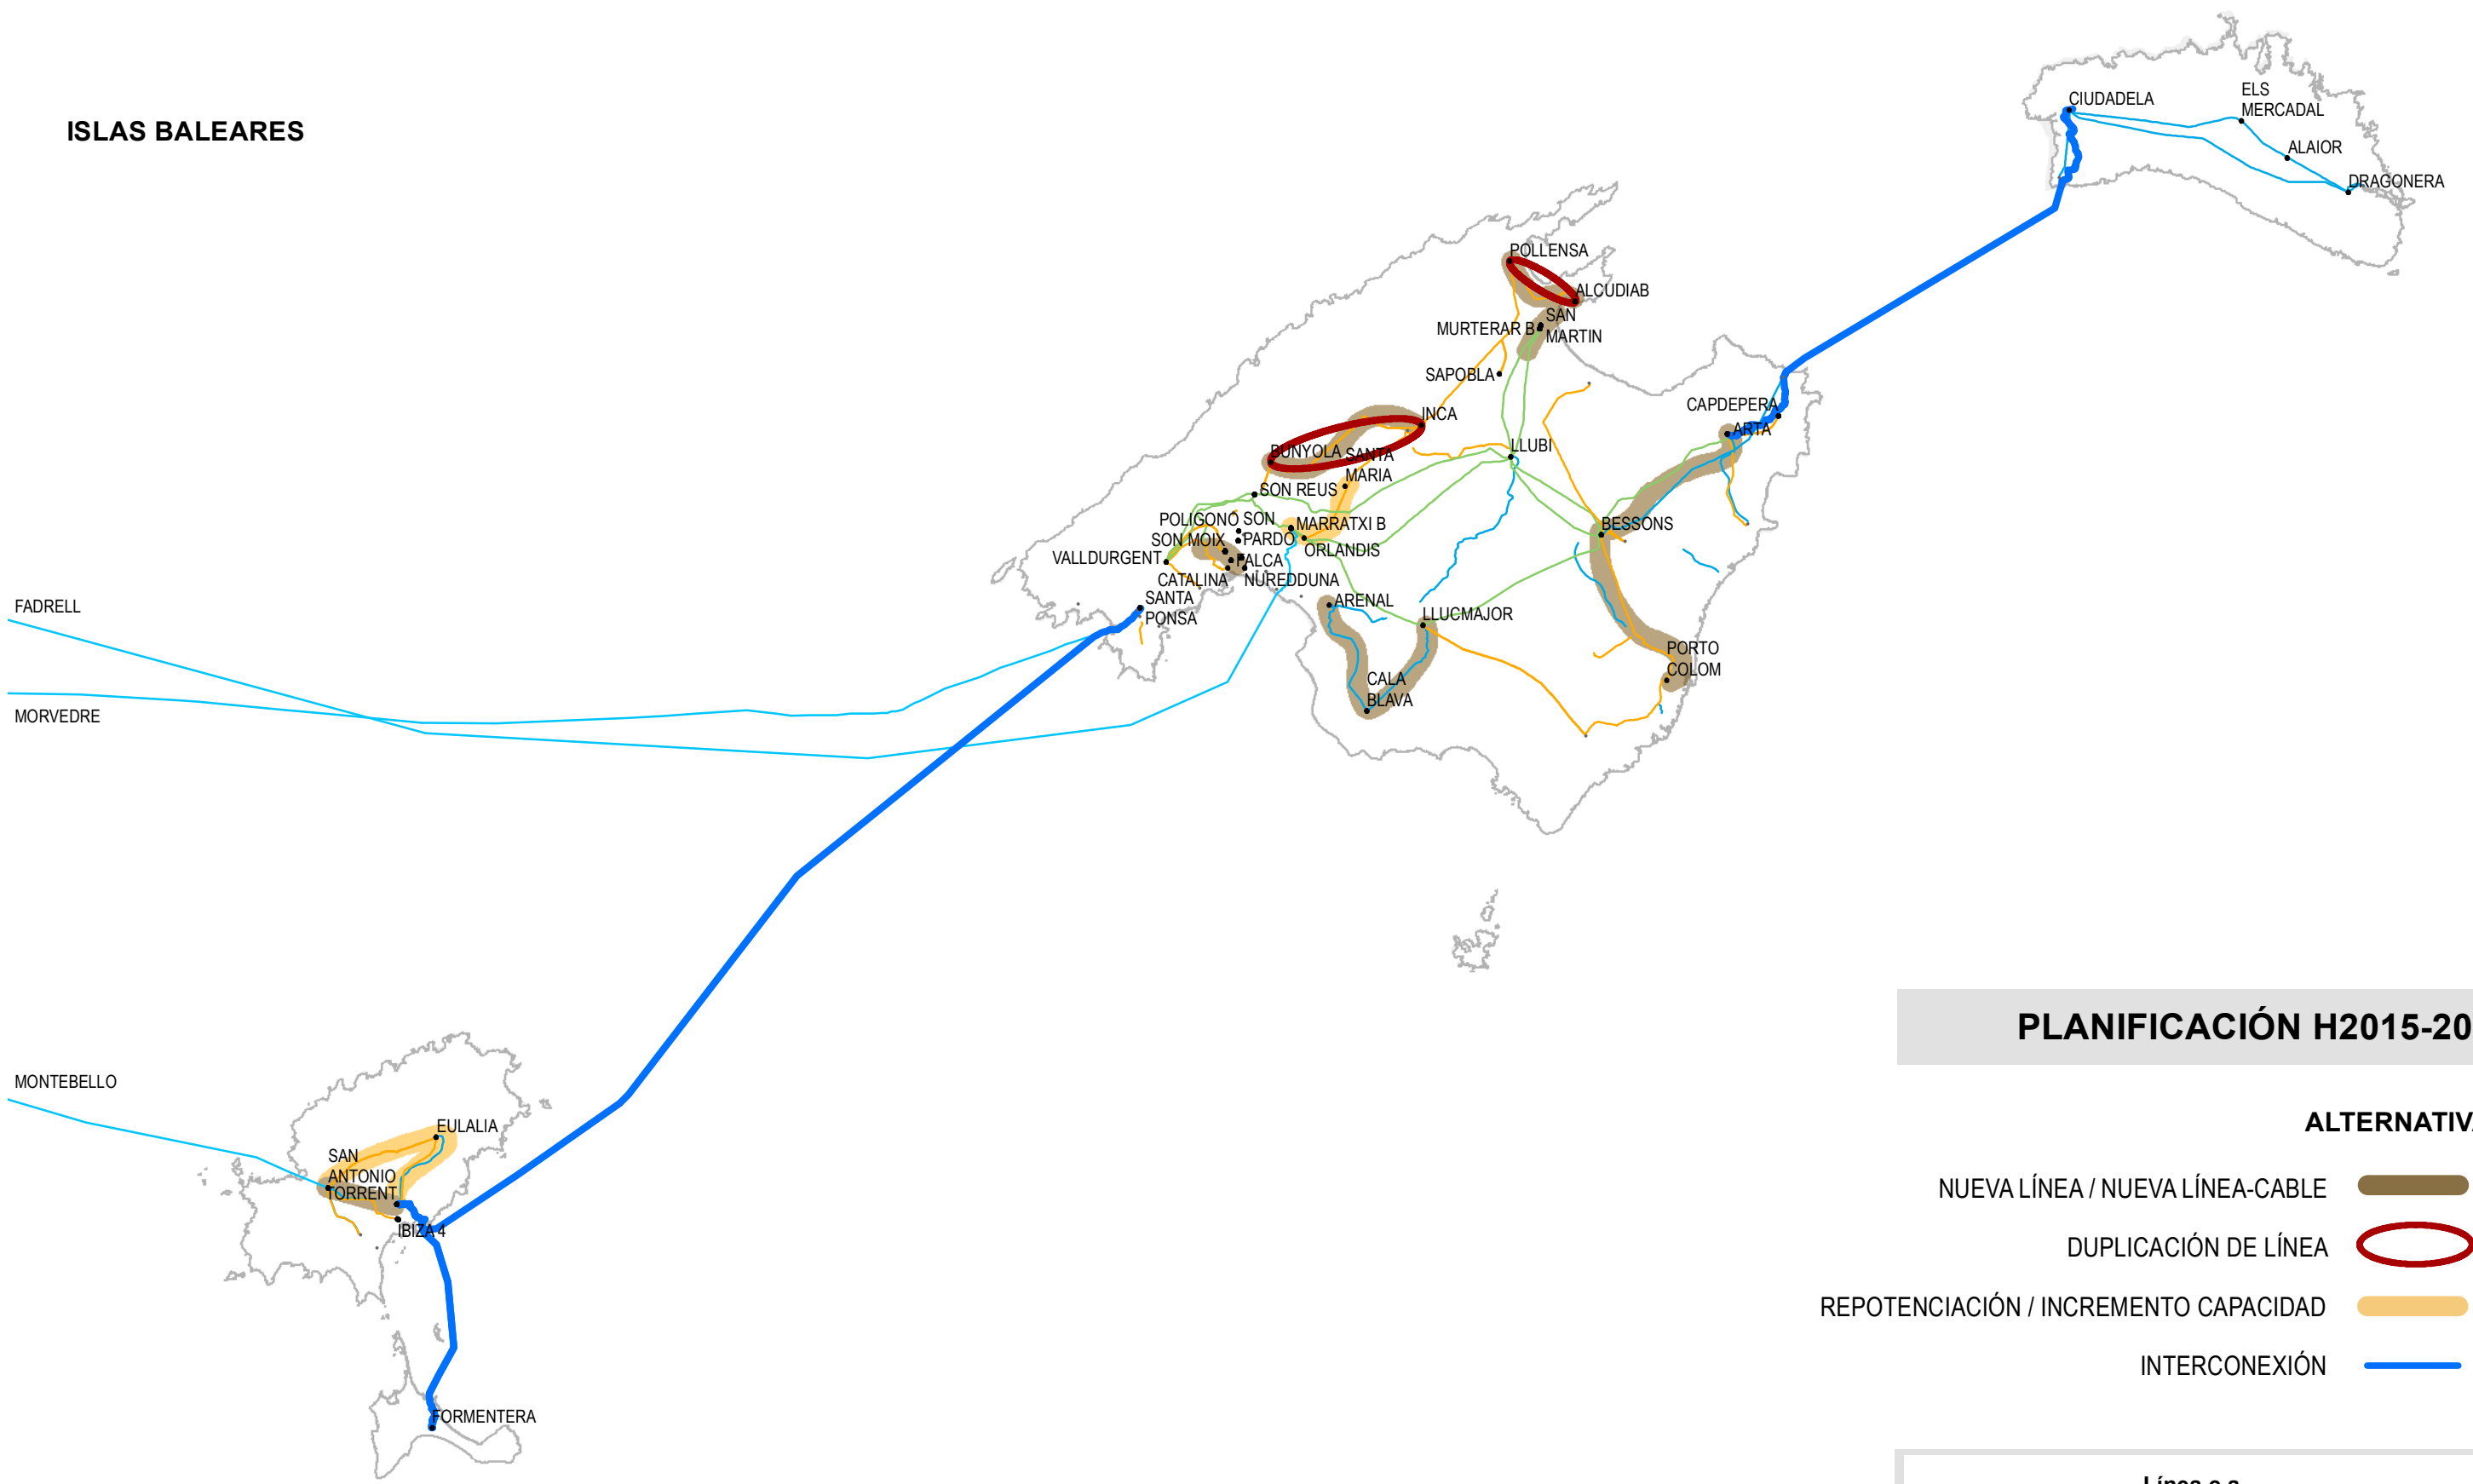 ISLAS BALEARES
CIUDADELA
ELS
MERCADAL
ALAIOR
DRAGONERA
POLLENSA
ALCUDIAB
SAN
MURTERAR B
MARTIN
SAPOBLA
CAPDEPERA
INCA
ARTA
BUNYOLA
SANTA
MARIA
LLUBI
SON REUS
POLIGONO
SON
MARRATXI B
BESSONS
SON MOIX
PARDO
ORLANDIS
VALLDURGENT
FALCA
CATALINA
NUREDDUNA
SANTA
PONSA
ARENAL
LLUCMAJOR
FADRELL
PORTO
COLOM
CALA
BLAVA
MORVEDRE
PLANIFICACIÓN H2015-20
MONTEBELLO
EULALIA
ALTERNATIVA
SAN
ANTONIO
TORRENT
IBIZA 4
NUEVA LÍNEA / NUEVA LÍNEA-CABLE
DUPLICACIÓN DE LÍNEA
REPOTENCIACIÓN / INCREMENTO CAPACIDAD
INTERCONEXIÓN
FORMENTERA